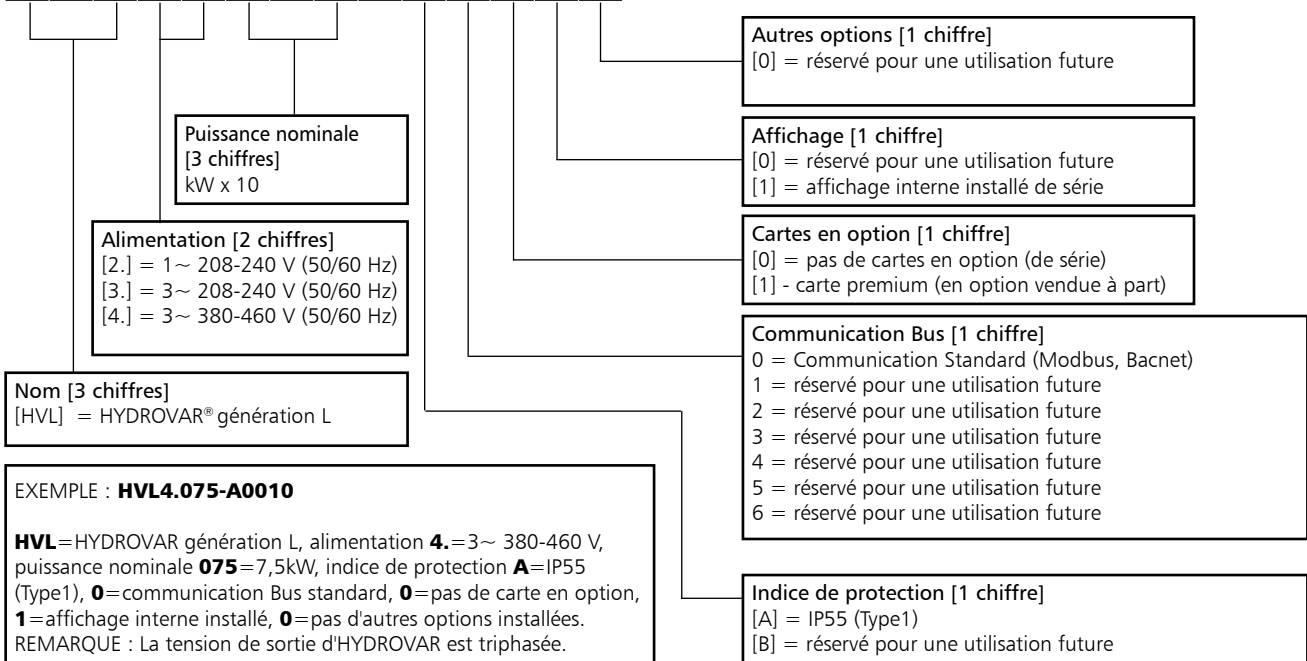 Autres options [1 chiffre]
[0] = réservé pour une utilisation future
Puissance nominale
[3 chiffres]
kW x 10
Affichage [1 chiffre]
[0] = réservé pour une utilisation future
[1] = affichage interne installé de série
Alimentation [2 chiffres]
[2.] = 1~ 208-240 V (50/60 Hz)
[3.] = 3~ 208-240 V (50/60 Hz)
[4.] = 3~ 380-460 V (50/60 Hz)
Cartes en option [1 chiffre]
[0] = pas de cartes en option (de série)
[1] - carte premium (en option vendue à part)
Communication Bus [1 chiffre]
0 = Communication Standard (Modbus, Bacnet)
1 = réservé pour une utilisation future
2 = réservé pour une utilisation future
3 = réservé pour une utilisation future
4 = réservé pour une utilisation future
5 = réservé pour une utilisation future
6 = réservé pour une utilisation future
Nom [3 chiffres]
[HVL] = HYDROVAR® génération L
EXEMPLE : HVL4.075-A0010
HVL=HYDROVAR génération L, alimentation 4.=3~ 380-460 V,
puissance nominale 075=7,5kW, indice de protection A=IP55
(Type1), 0=communication Bus standard, 0=pas de carte en option,
1=affichage interne installé, 0=pas d'autres options installées.
REMARQUE : La tension de sortie d'HYDROVAR est triphasée.
Indice de protection [1 chiffre]
[A] = IP55 (Type1)
[B] = réservé pour une utilisation future